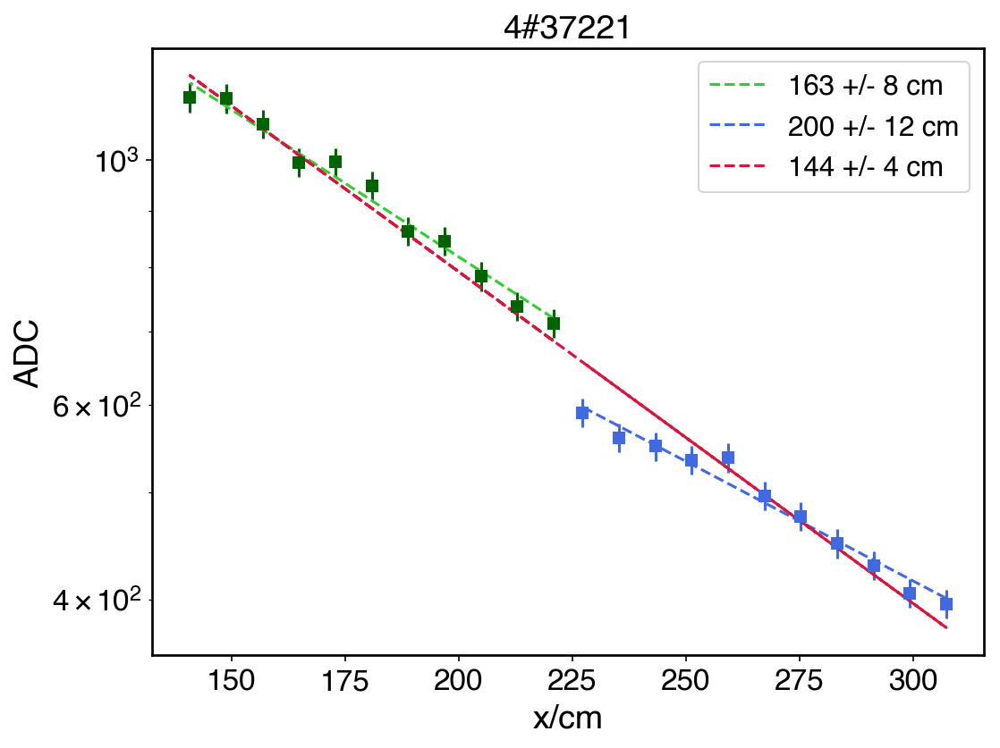 4#37221
163 +/- 8 cm
200 +/- 12 cm
144 +/- 4 cm
10³
6 × 10²
4 × 10²
ADC
150 175 200 225 250 275 300
x/cm